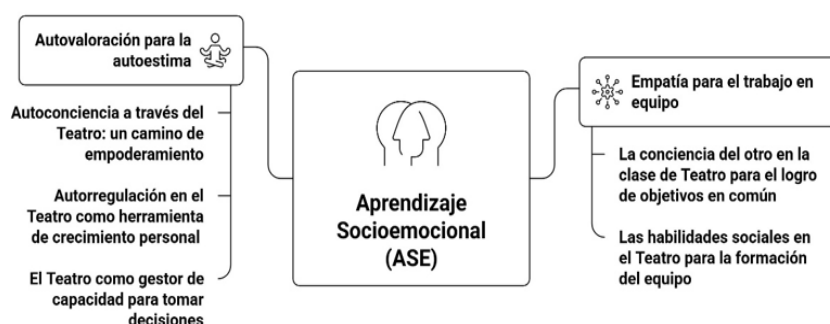 Autovaloración para la
autoestima
Autoconciencia a través del
Teatro: un camino de
empoderamiento
Autorregulación en el
Teatro como herramienta
de crecimiento personal
El Teatro como gestor de
capacidad para tomar
decisiones
Aprendizaje
Socioemocional
(ASE)
Empatía para el trabajo en
equipo
La conciencia del otro en la
clase de Teatro para el logro
de objetivos en común
Las habilidades sociales en
el Teatro para la formación
del equipo